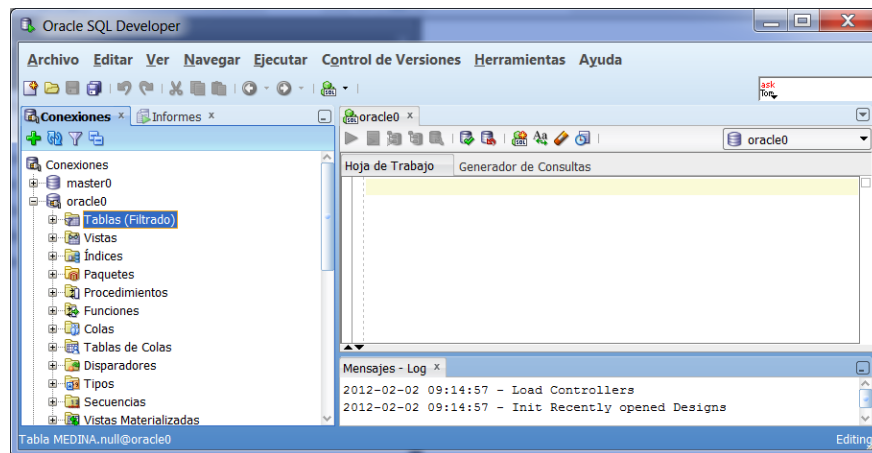 Oracle SQL Developer
Archivo Editar Ver Navegar Ejecutar Control de Versiones Herramientas Ayuda
SQL
ask
Tom
Conexiones x Informes x
SQL oracle0 x
oracle0
Hoja de Trabajo Generador de Consultas
Conexiones
master0
oracle0
Tablas (Filtrado)
Vistas
Índices
Paquetes
Procedimientos
Funciones
Colas
Tablas de Colas
Disparadores
Tipos
Secuencias
Vistas Materializadas
Mensajes - Log x
2012-02-02 09:14:57 - Load Controllers
2012-02-02 09:14:57 - Init Recently opened Designs
Tabla MEDINA.null@oracle0
Editing